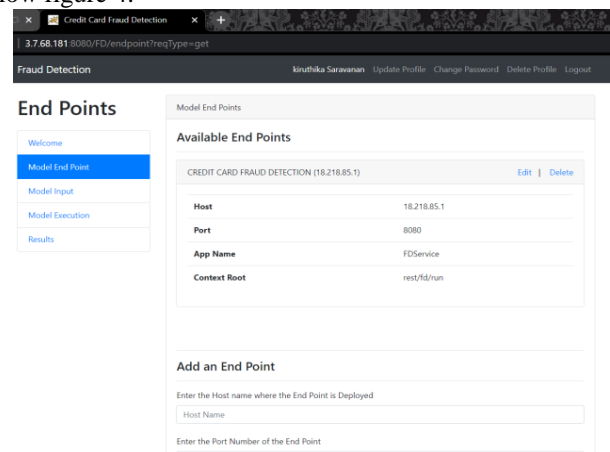 ow figure 4.
Credit Card Fraud Detection
3.7.68.181:8080/FD/endpoint?reqType=get
Fraud Detection kiruthika Saravanan Update Profile Change Password Delete Profile Logout
End Points
Welcome
Model End Point
Model Input
Model Execution
Results
Model End Points
Available End Points
CREDIT CARD FRAUD DETECTION (18.218.85.1) Edit | Delete
Host 18.218.85.1
Port 8080
App Name FDService
Context Root rest/fd/run
Add an End Point
Enter the Host name where the End Point is Deployed
Host Name
Enter the Port Number of the End Point